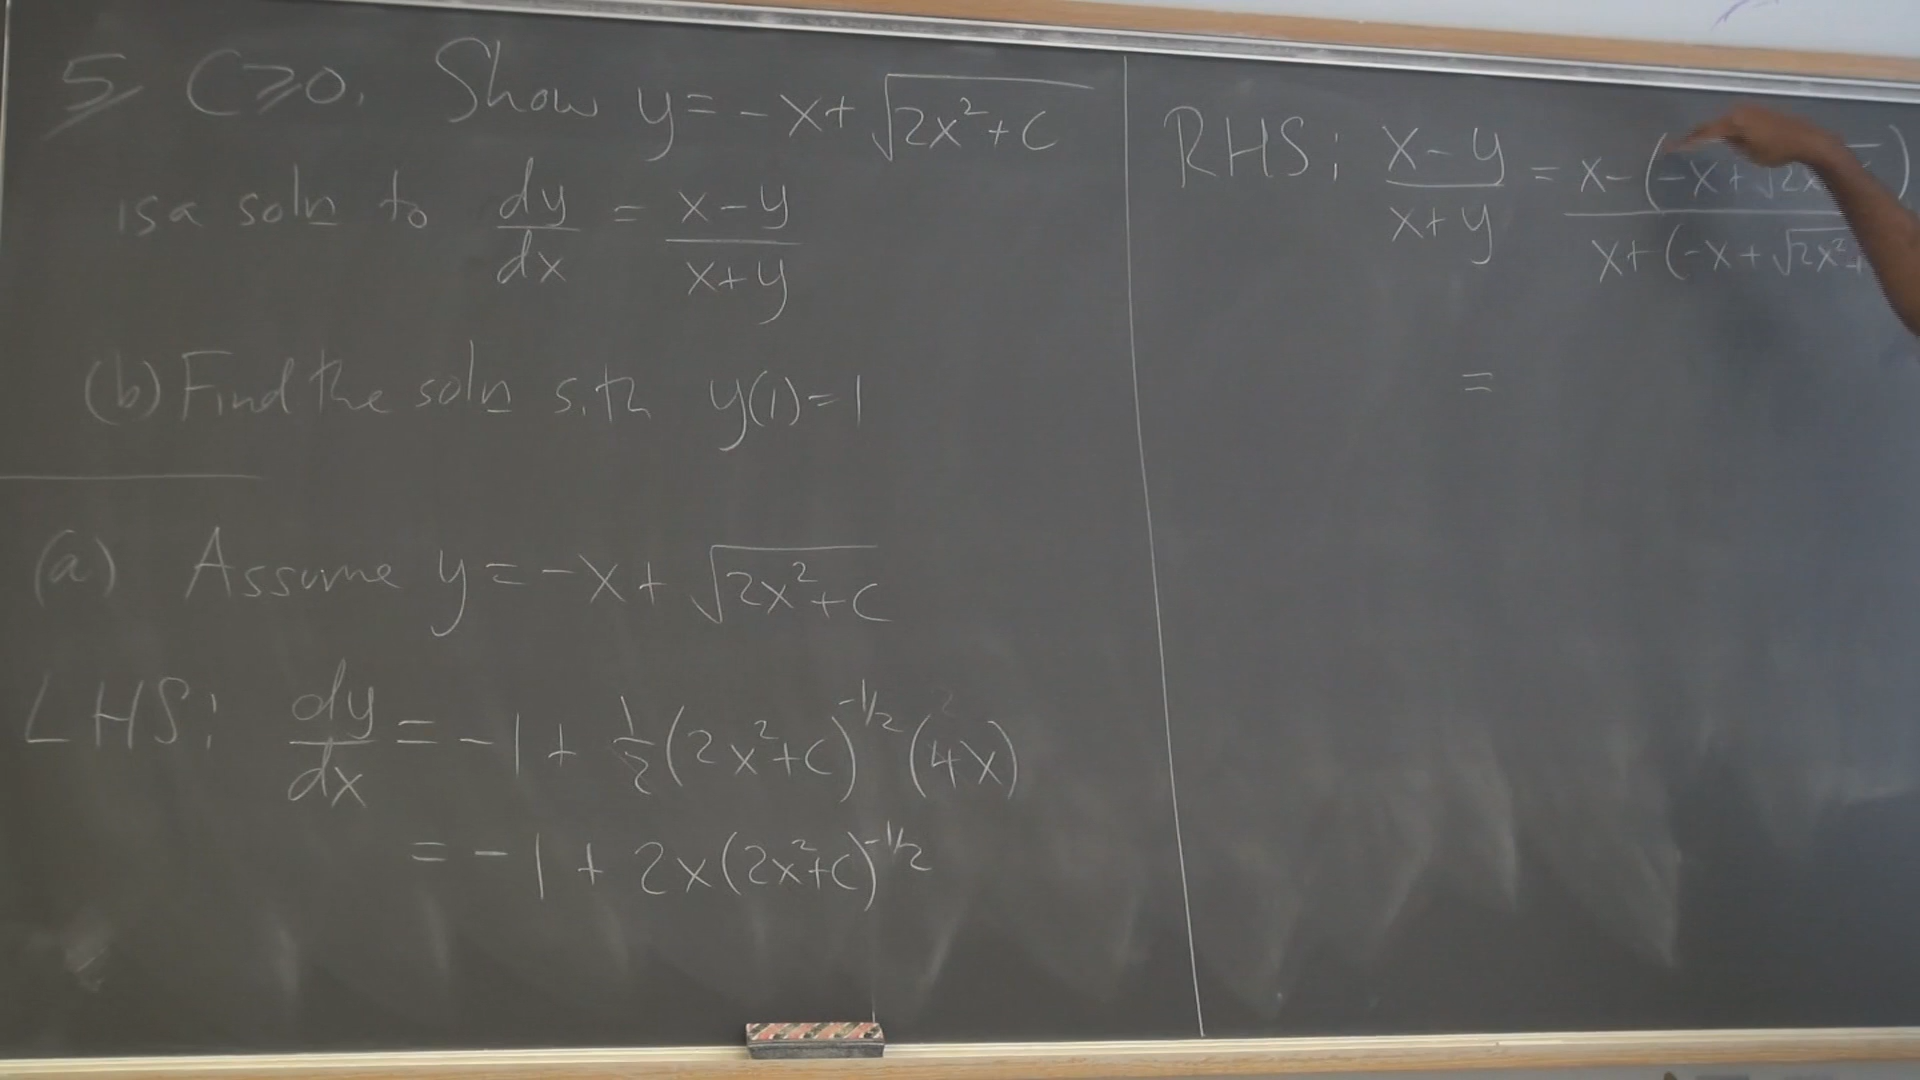 5 C≥0. Show y = -x + √(2x²+C)
is a soln to dy/dx = (x-y)/(x+y)
(b) Find the soln s.th y(1)=1
(a) Assume y = -x + √(2x²+C)
LHS: dy/dx = -1 + 1/2 (2x²+C)^(-1/2) (4x)
= -1 + 2x(2x²+C)^(-1/2)
RHS: (x-y)/(x+y) = x-(-x+√2x ) / x+(-x+√2x²+
=